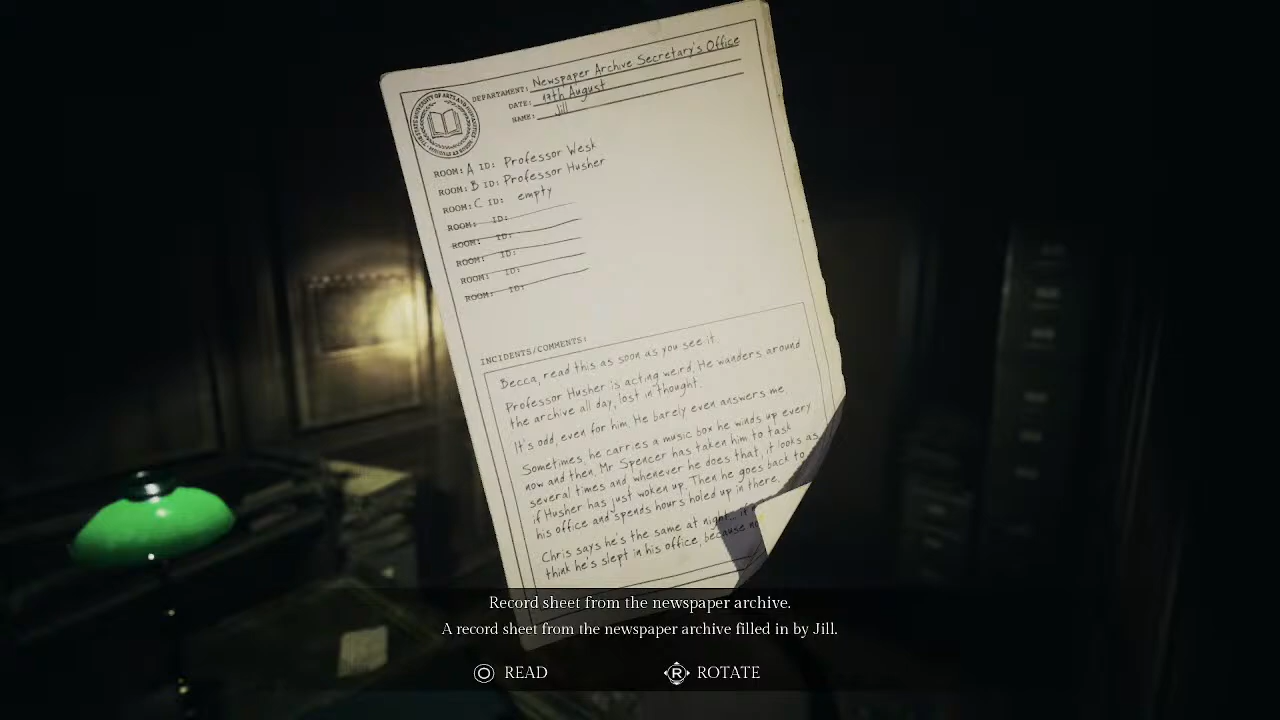 DEPARTAMENT: Newspaper Archive Secretary's Office
DATE: 17th August
NAME: Jill
ROOM: A ID: Professor Wesk
ROOM: B ID: Professor Husher
ROOM: C ID: empty
ROOM: ID:
ROOM: ID:
ROOM: ID:
ROOM: ID:
ROOM: ID:
INCIDENTS/COMMENTS:
Becca, read this as soon as you see it.
Professor Husher is acting weird. He wanders around
the archive all day, lost in thought.
It's odd, even for him. He barely even answers me.
Sometimes, he carries a music box he winds up every
now and then. Mr Spencer has taken him to task
several times and whenever he does that, it looks as
if Husher has just woken up. Then he goes back to
his office and spends hours holed up in there.
Chris says he's the same at night...
think he's slept in his office, because
Record sheet from the newspaper archive.
A record sheet from the newspaper archive filled in by Jill.
READ
R ROTATE